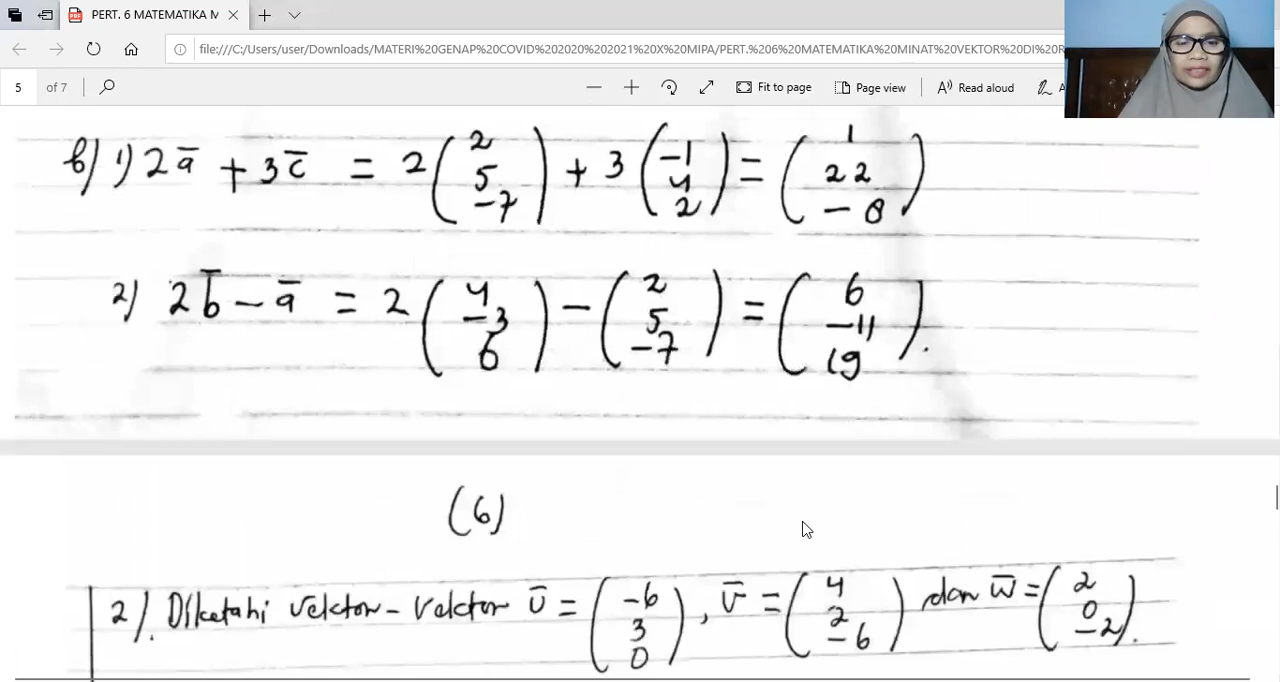 PERT. 6 MATEMATIKA M
file:///C:/Users/user/Downloads/MATERI%20GENAP%20COVID%202020%202021%20X%20MIPA/PERT.%206%20MATEMATIKA%20MINAT%20VEKTOR%20DI%20R
5 of 7 Fit to page Page view A) Read aloud
b) 1) 2a̅ + 3c̅ = 2 (2 5 -7) + 3 (-1 4 2) = (1 22 -8)
2) 2b̅ - a̅ = 2 (4 -3 6) - (2 5 -7) = (6 -11 19).
(6)
2). Diketahi vektor-vektor u̅ = (-6 3 0), v̅ = (4 2 -6) dan w̅ = (2 0 -2).